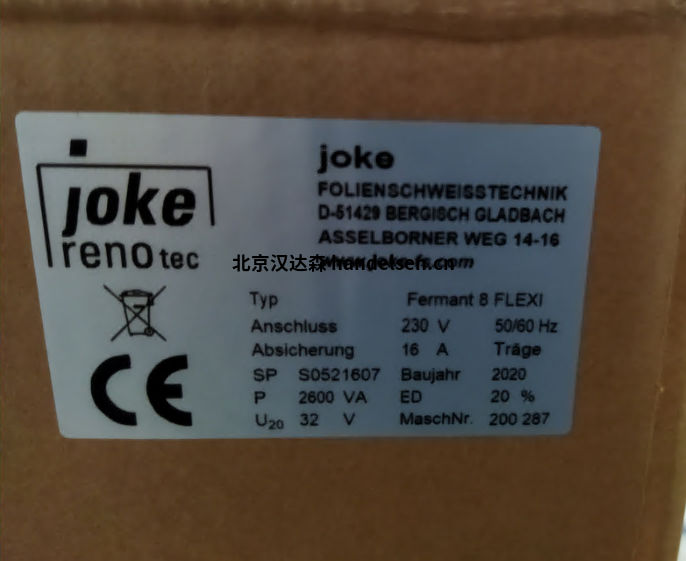 joke
reno tec
joke
FOLIENSCHWEISSTECHNIK
D-51429 BERGISCH GLADBACH
ASSELBORNER WEG 14-16
北京汉达森·handelsen.cn
Typ Fermant 8 FLEXI
Anschluss 230 V 50/60 Hz
Absicherung 16 A Träge
SP S0521607 Baujahr 2020
P 2600 VA ED 20 %
U20 32 V MaschNr. 200 287
CE